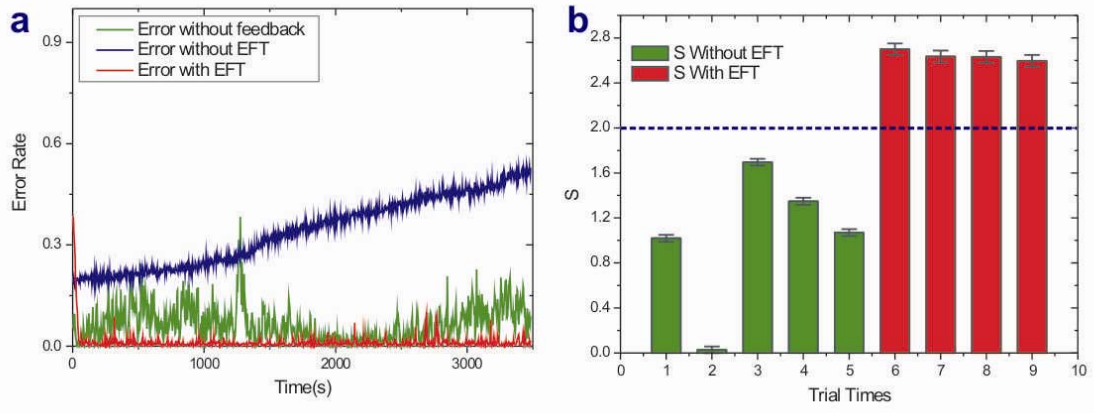 a
Error without feedback
Error without EFT
Error with EFT
0.9
0.6
0.3
0.0
Error Rate
0
1000
2000
3000
Time(s)
b
S Without EFT
S With EFT
2.8
2.4
2.0
1.6
1.2
0.8
0.4
0.0
S
0 1 2 3 4 5 6 7 8 9 10
Trial Times